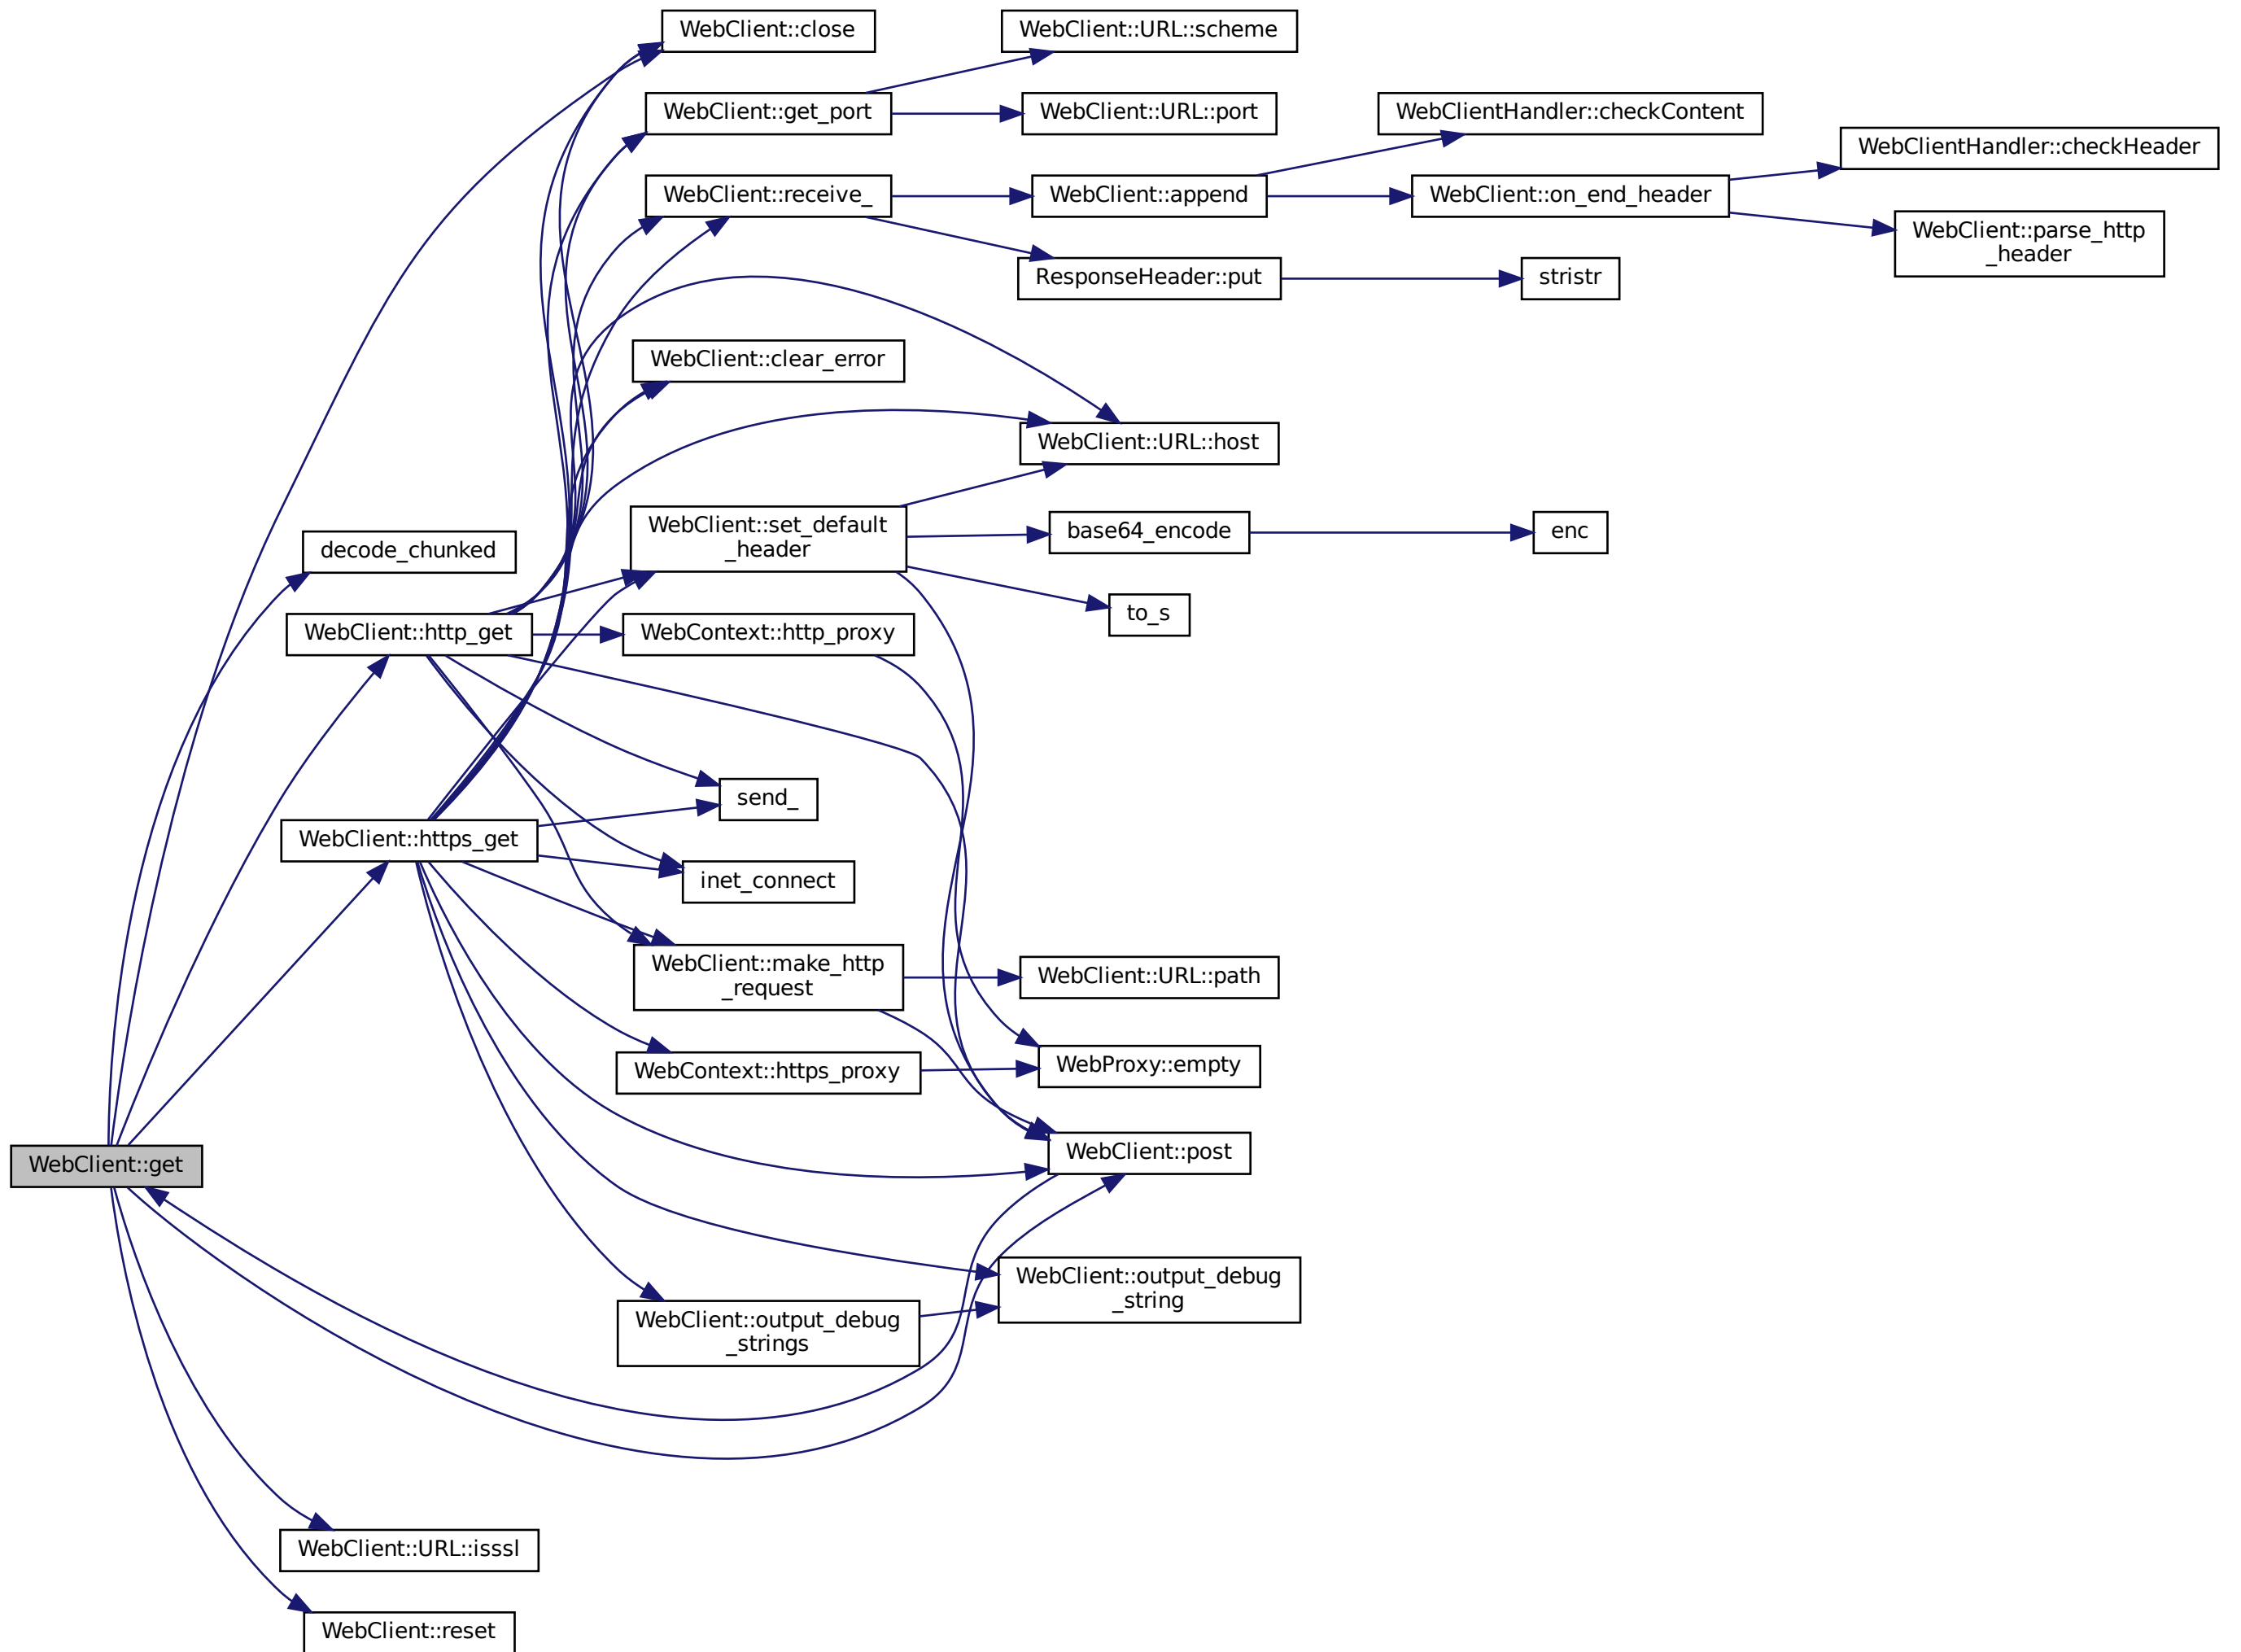 WebClient::close
WebClient::URL::scheme
WebClient::get_port
WebClient::URL::port
WebClientHandler::checkContent
WebClientHandler::checkHeader
WebClient::receive_
WebClient::append
WebClient::on_end_header
WebClient::parse_http
_header
ResponseHeader::put
stristr
WebClient::clear_error
WebClient::URL::host
WebClient::set_default
_header
base64_encode
enc
decode_chunked
to_s
WebClient::http_get
WebContext::http_proxy
send_
WebClient::https_get
inet_connect
WebClient::make_http
_request
WebClient::URL::path
WebContext::https_proxy
WebProxy::empty
WebClient::get
WebClient::post
WebClient::output_debug
_string
WebClient::output_debug
_strings
WebClient::URL::isssl
WebClient::reset